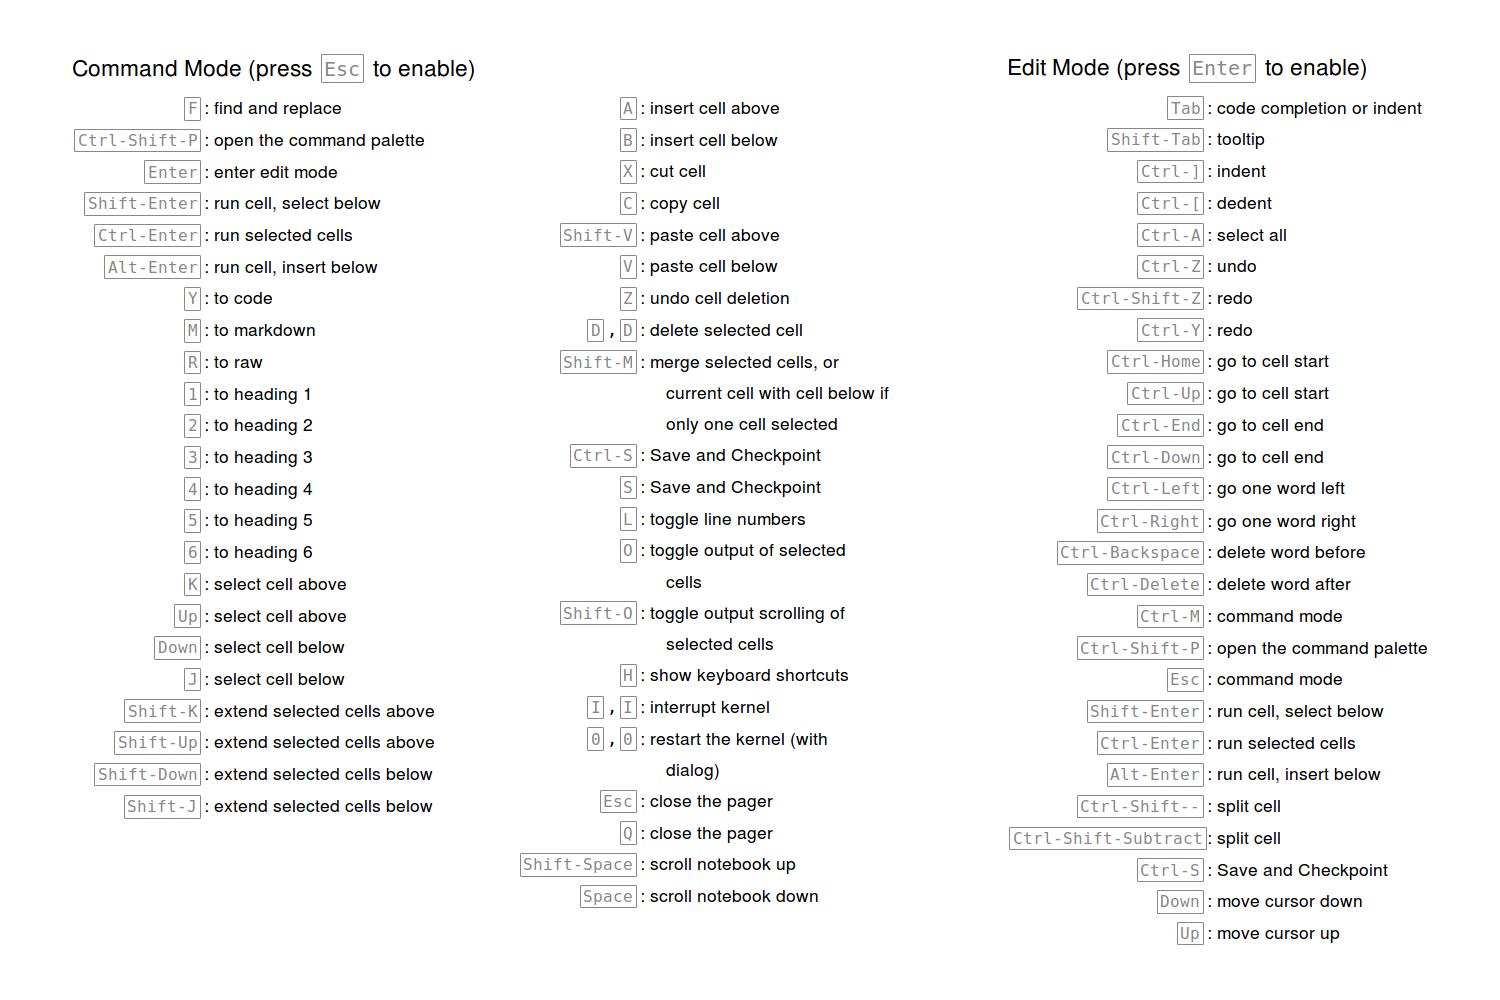 Command Mode (press Esc to enable)
F : find and replace
Ctrl-Shift-P : open the command palette
Enter : enter edit mode
Shift-Enter : run cell, select below
Ctrl-Enter : run selected cells
Alt-Enter : run cell, insert below
Y : to code
M : to markdown
R : to raw
1 : to heading 1
2 : to heading 2
3 : to heading 3
4 : to heading 4
5 : to heading 5
6 : to heading 6
K : select cell above
Up : select cell above
Down : select cell below
J : select cell below
Shift-K : extend selected cells above
Shift-Up : extend selected cells above
Shift-Down : extend selected cells below
Shift-J : extend selected cells below
A : insert cell above
B : insert cell below
X : cut cell
C : copy cell
Shift-V : paste cell above
V : paste cell below
Z : undo cell deletion
D , D : delete selected cell
Shift-M : merge selected cells, or
current cell with cell below if
only one cell selected
Ctrl-S : Save and Checkpoint
S : Save and Checkpoint
L : toggle line numbers
O : toggle output of selected
cells
Shift-O : toggle output scrolling of
selected cells
H : show keyboard shortcuts
I , I : interrupt kernel
0 , 0 : restart the kernel (with
dialog)
Esc : close the pager
Q : close the pager
Shift-Space : scroll notebook up
Space : scroll notebook down
Edit Mode (press Enter to enable)
Tab : code completion or indent
Shift-Tab : tooltip
Ctrl-] : indent
Ctrl-[ : dedent
Ctrl-A : select all
Ctrl-Z : undo
Ctrl-Shift-Z : redo
Ctrl-Y : redo
Ctrl-Home : go to cell start
Ctrl-Up : go to cell start
Ctrl-End : go to cell end
Ctrl-Down : go to cell end
Ctrl-Left : go one word left
Ctrl-Right : go one word right
Ctrl-Backspace : delete word before
Ctrl-Delete : delete word after
Ctrl-M : command mode
Ctrl-Shift-P : open the command palette
Esc : command mode
Shift-Enter : run cell, select below
Ctrl-Enter : run selected cells
Alt-Enter : run cell, insert below
Ctrl-Shift-- : split cell
Ctrl-Shift-Subtract : split cell
Ctrl-S : Save and Checkpoint
Down : move cursor down
Up : move cursor up